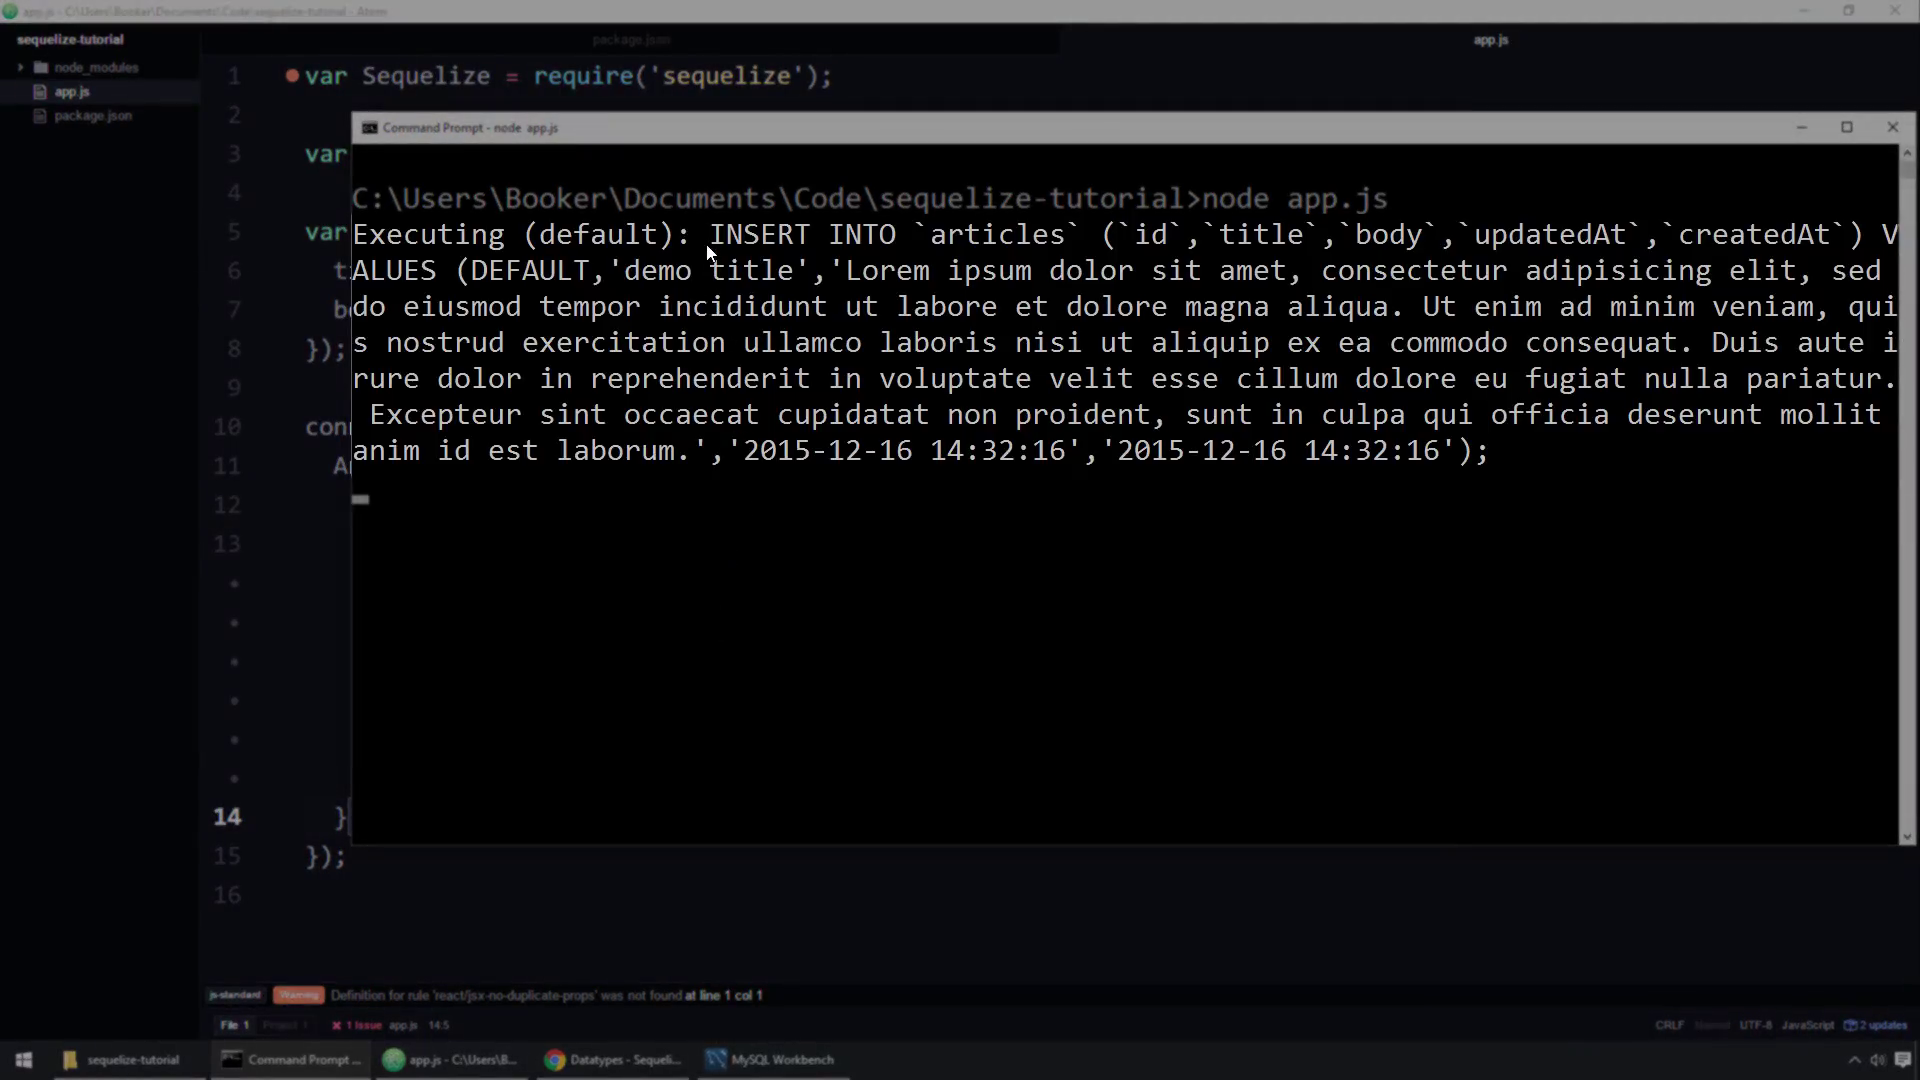 app.js - C:\Users\Booker\Documents\Code\sequelize-tutorial - Atom
sequelize-tutorial
package.json
app.js
node_modules
app.js
package.json
1 var Sequelize = require('sequelize');
2
3 var
4
5 var
6
7
8 });
9
10
11
12
13
14 }
15 });
16
Command Prompt - node  app.js
C:\Users\Booker\Documents\Code\sequelize-tutorial>node app.js
Executing (default): INSERT INTO `articles` (`id`,`title`,`body`,`updatedAt`,`createdAt`) V
ALUES (DEFAULT,'demo title','Lorem ipsum dolor sit amet, consectetur adipisicing elit, sed
do eiusmod tempor incididunt ut labore et dolore magna aliqua. Ut enim ad minim veniam, qui
s nostrud exercitation ullamco laboris nisi ut aliquip ex ea commodo consequat. Duis aute i
rure dolor in reprehenderit in voluptate velit esse cillum dolore eu fugiat nulla pariatur.
Excepteur sint occaecat cupidatat non proident, sunt in culpa qui officia deserunt mollit
anim id est laborum.','2015-12-16 14:32:16','2015-12-16 14:32:16');
js-standard Warning Definition for rule 'react/jsx-no-duplicate-props' was not found at line 1 col 1
File 1 Project 1 1 Issue app.js 14:5 CRLF UTF-8 JavaScript 2 updates
sequelize-tutorial Command Prompt ... app.js - C:\Users\B... Datatypes - Sequeli... MySQL Workbench